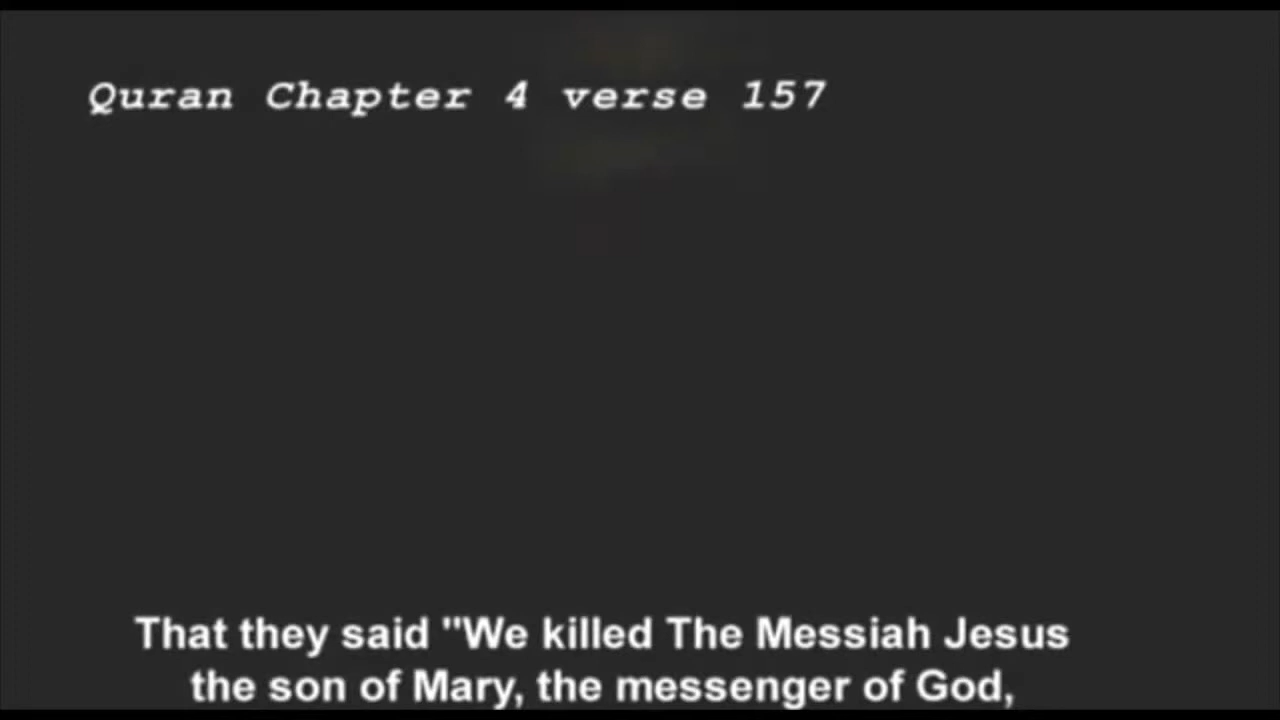 Quran Chapter 4 verse 157
That they said "We killed The Messiah Jesus
the son of Mary, the messenger of God,